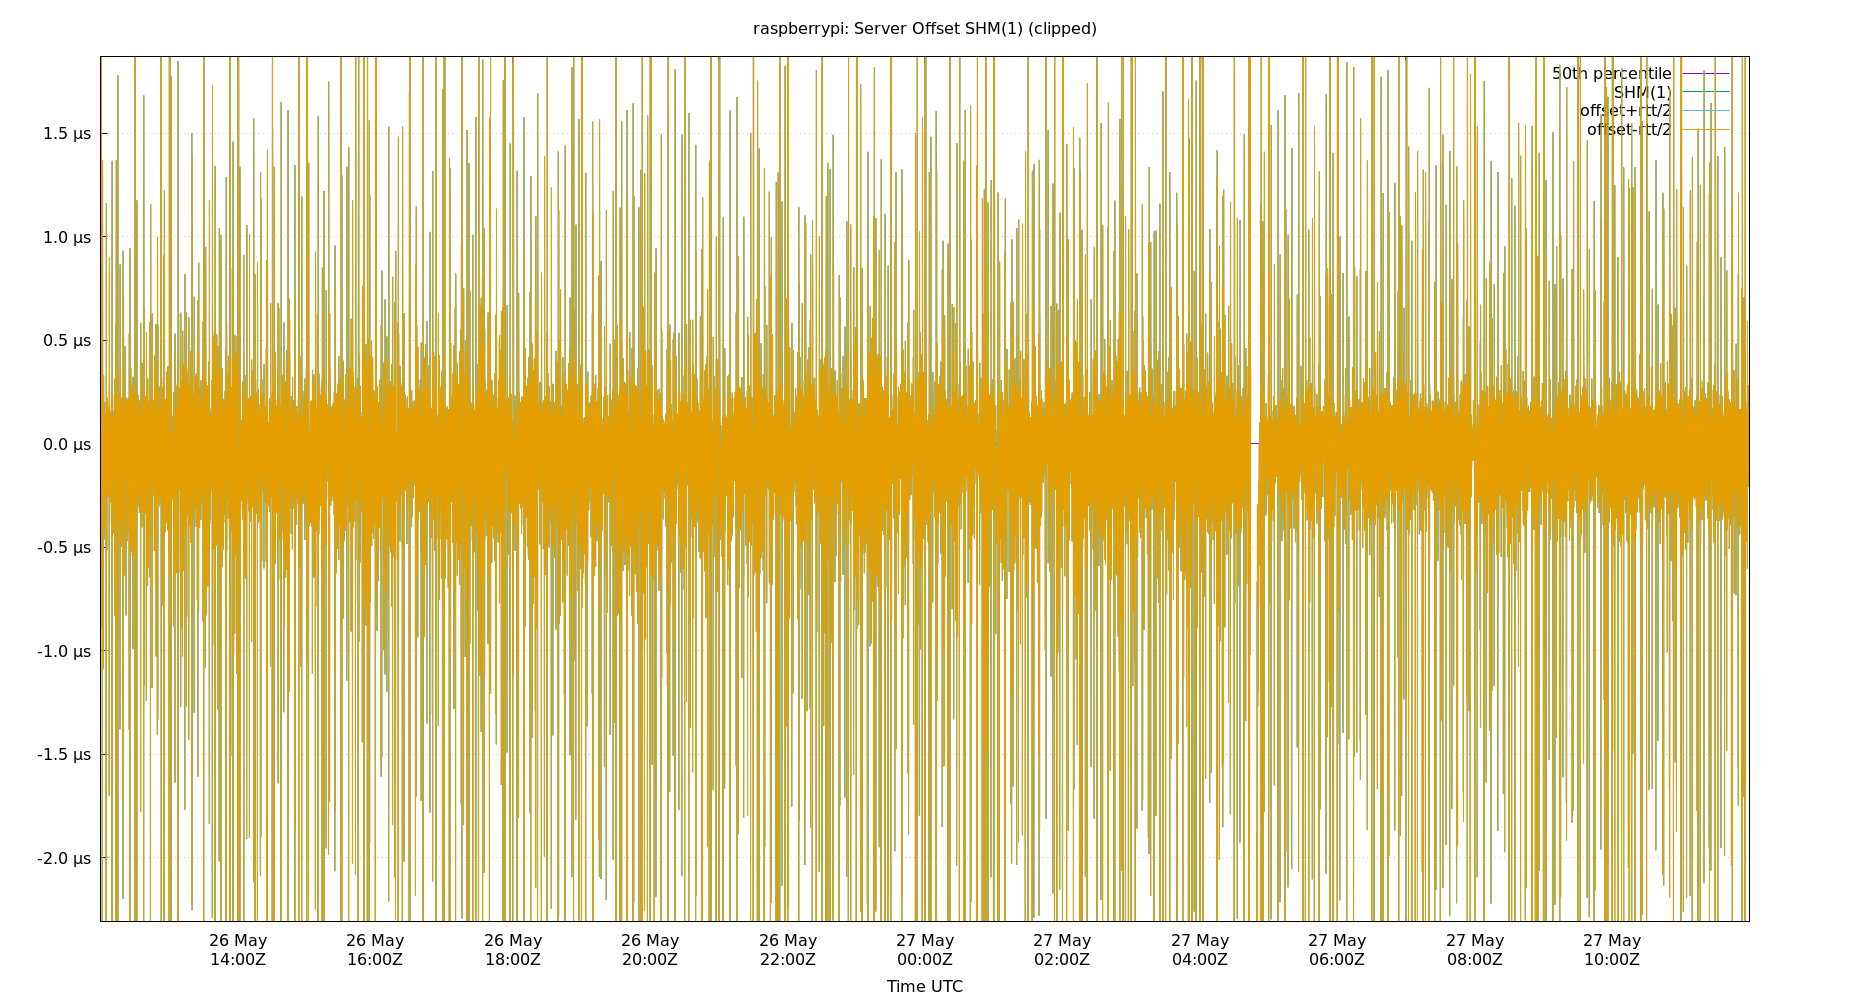 raspberrypi: Server Offset SHM(1) (clipped)
50th percentile
SHM(1)
offset+rtt/2
offset-rtt/2
1.5 µs
1.0 µs
0.5 µs
0.0 µs
-0.5 µs
-1.0 µs
-1.5 µs
-2.0 µs
26 May 26 May 26 May 26 May 26 May 27 May 27 May 27 May 27 May 27 May 27 May
14:00Z 16:00Z 18:00Z 20:00Z 22:00Z 00:00Z 02:00Z 04:00Z 06:00Z 08:00Z 10:00Z
Time UTC